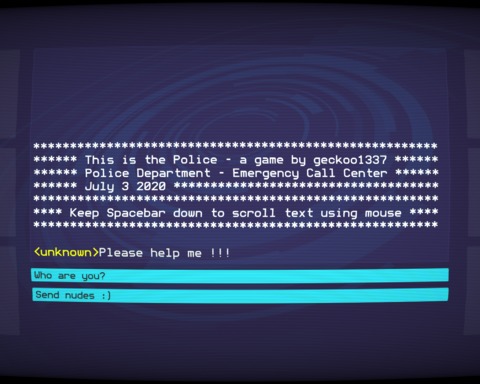 **************************************************
****** This is the Police - a game by geckoo1337 ******
****** Police Department - Emergency Call Center ******
****** July 3 2020 *********************************
**************************************************
**** Keep Spacebar down to scroll text using mouse ****
**************************************************
<unknown>Please help me !!!
Who are you?
Send nudes :)